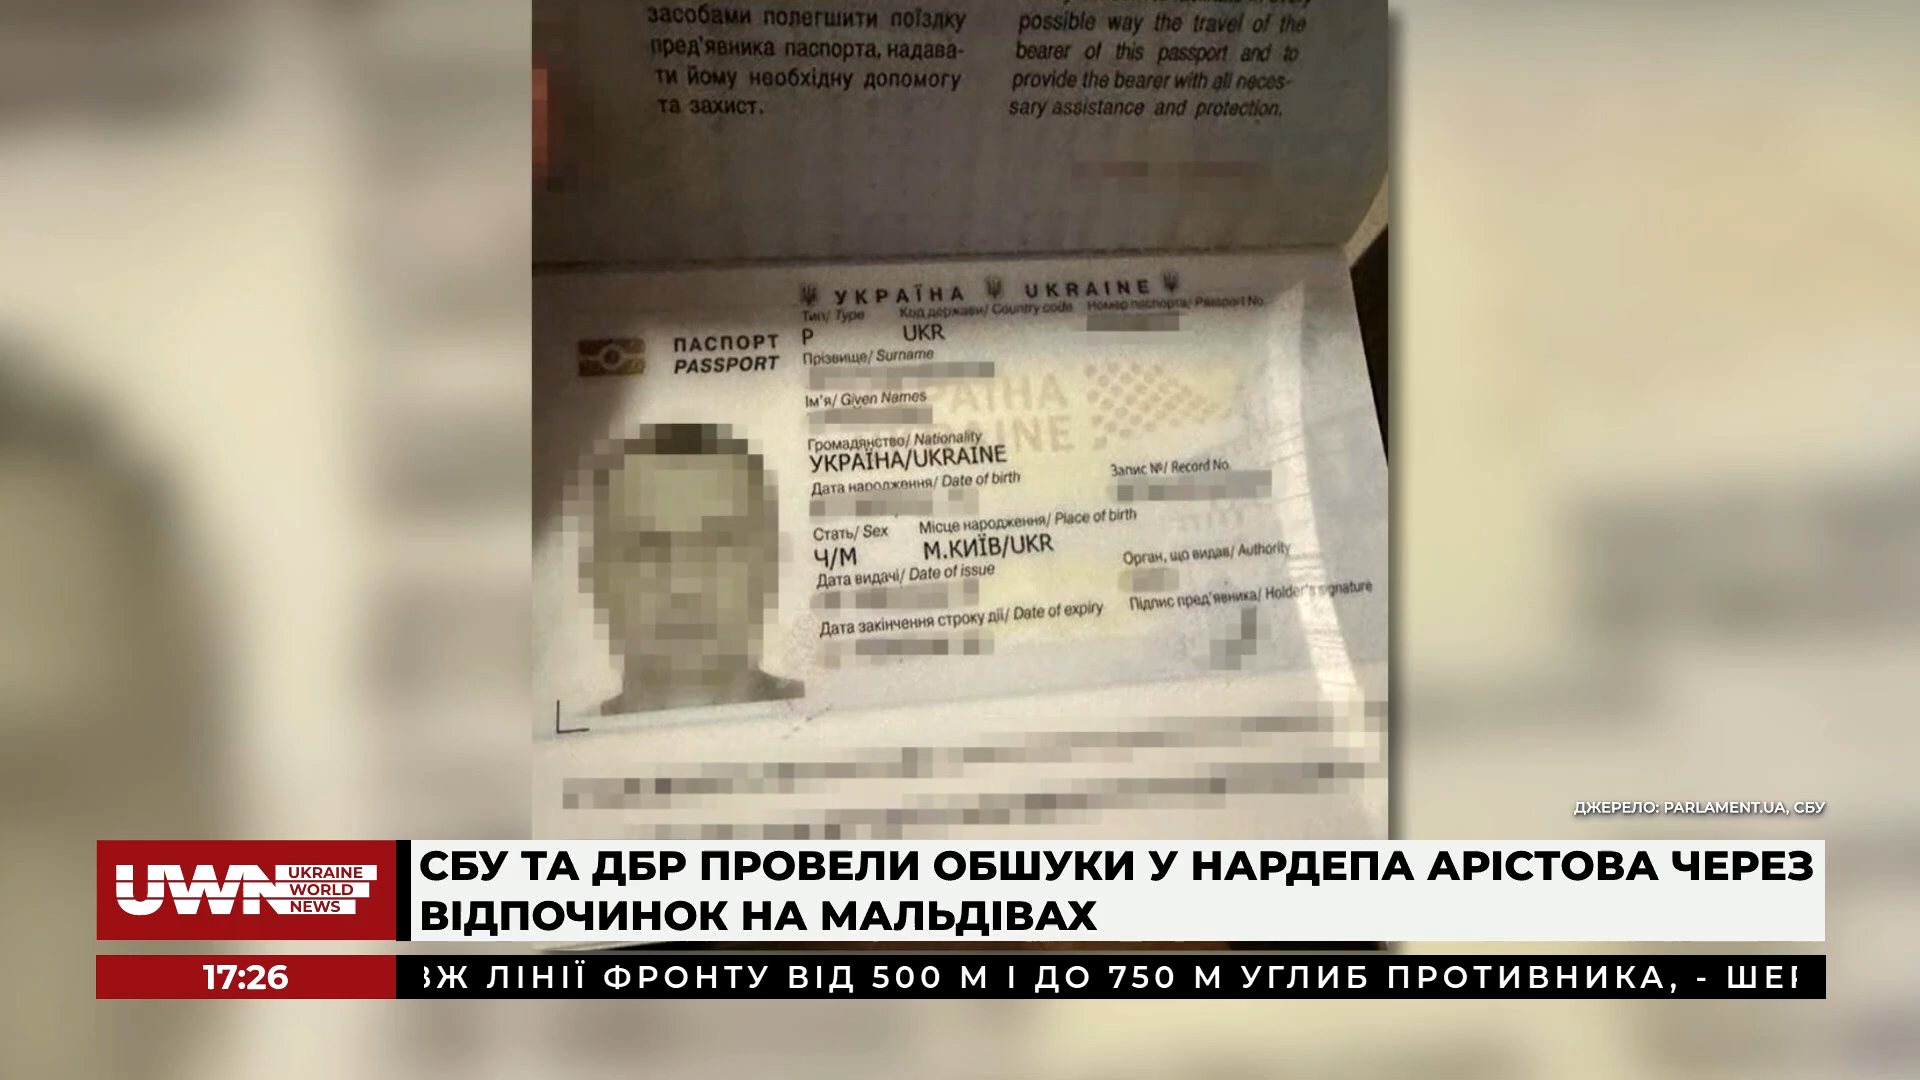 засобами полегшити поїздку
пред'явника паспорта, надава-
ти йому необхідну допомогу
та захист.
possible way the travel of the
bearer of this passport and to
provide the bearer with all neces-
sary assistance and protection.
УКРАЇНА UKRAINE
Тип/ Type Код держави/ Country code Номер паспорта/ Passport No.
ПАСПОРТ P UKR
PASSPORT
Прізвище/ Surname
Ім'я/ Given Names
УКРАЇНА
UKRAINE
Громадянство/ Nationality
УКРАЇНА/UKRAINE
Дата народження/ Date of birth Запис №/ Record No.
Стать/ Sex Місце народження/ Place of birth
Ч/М М.КИЇВ/UKR
Дата видачі/ Date of issue Орган, що видав/ Authority
Дата закінчення строку дії/ Date of expiry Підпис пред'явника/ Holder's signature
ДЖЕРЕЛО: PARLAMENT.UA, СБУ
UWN UKRAINE
WORLD
NEWS
СБУ ТА ДБР ПРОВЕЛИ ОБШУКИ У НАРДЕПА АРІСТОВА ЧЕРЕЗ
ВІДПОЧИНОК НА МАЛЬДІВАХ
17:26 ВЖ ЛІНІЇ ФРОНТУ ВІД 500 М І ДО 750 М УГЛИБ ПРОТИВНИКА, - ШЕР